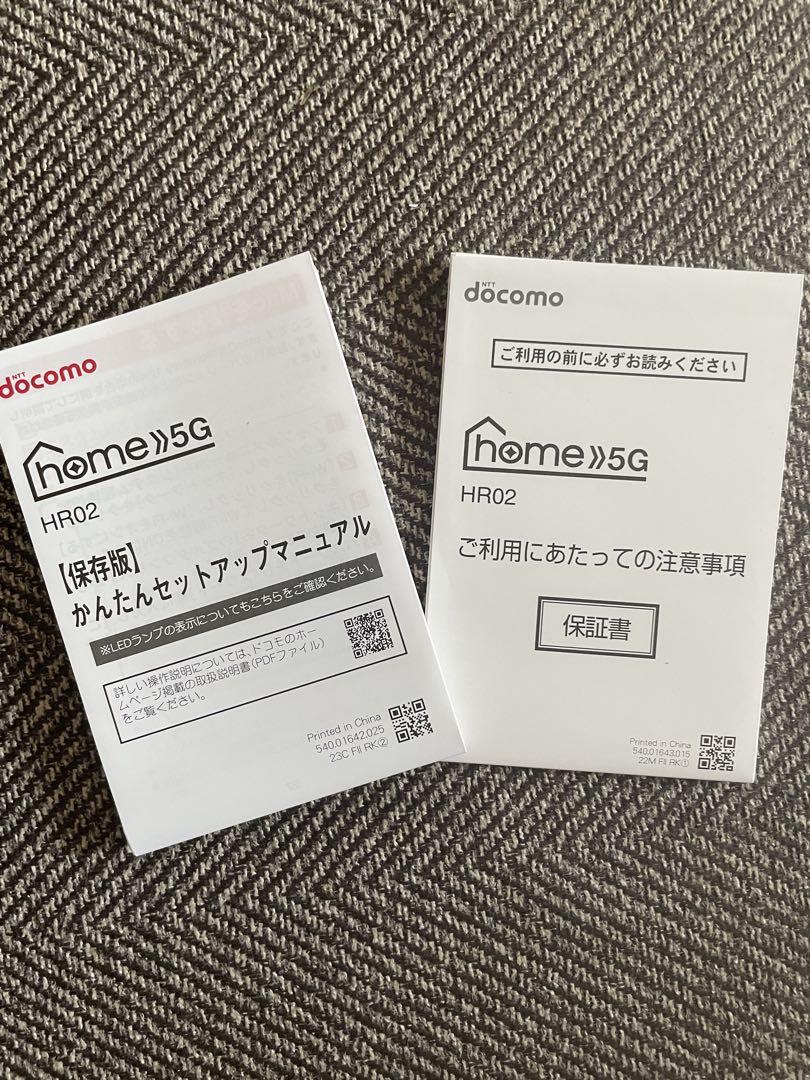 NTT
docomo
home 5G
HR02
【保存版】
かんたんセットアップマニュアル
※LEDランプの表示についてもこちらをご確認ください。
詳しい操作説明については、ドコモのホー
ムページ掲載の取扱説明書(PDFファイル)
をご覧ください。
Printed in China
540.01642.025
23C FII RK②
NTT
docomo
ご利用の前に必ずお読みください
home 5G
HR02
ご利用にあたっての注意事項
保証書
Printed in China
540.01643.015
22M FII RK①